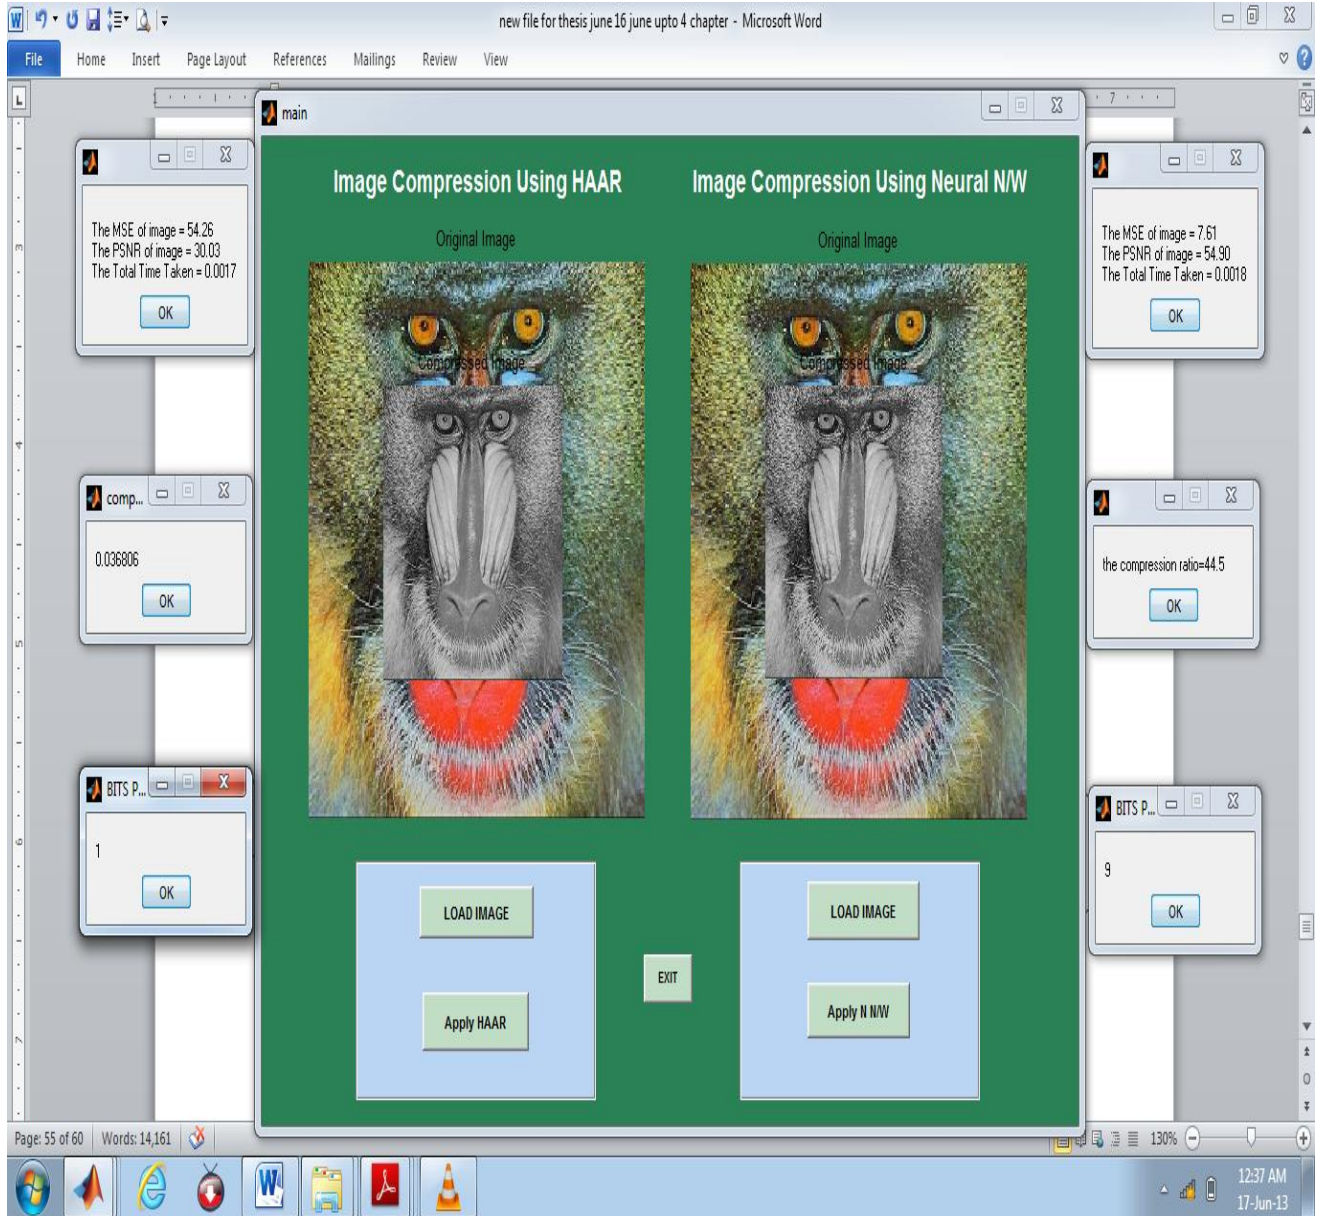 new file for thesis june 16 june upto 4 chapter - Microsoft Word
File Home Insert Page Layout References Mailings Review View
main
Image Compression Using HAAR
Image Compression Using Neural N/W
Original Image
Original Image
Compressed Image
Compressed Image
The MSE of image = 54.26
The PSNR of image = 30.03
The Total Time Taken = 0.0017
OK
The MSE of image = 7.61
The PSNR of image = 54.90
The Total Time Taken = 0.0018
OK
comp...
0.036806
OK
the compression ratio=44.5
OK
BITS P...
1
OK
BITS P...
9
OK
LOAD IMAGE
Apply HAAR
EXIT
LOAD IMAGE
Apply N N/W
Page: 55 of 60 Words: 14,161 130%
12:37 AM
17-Jun-13